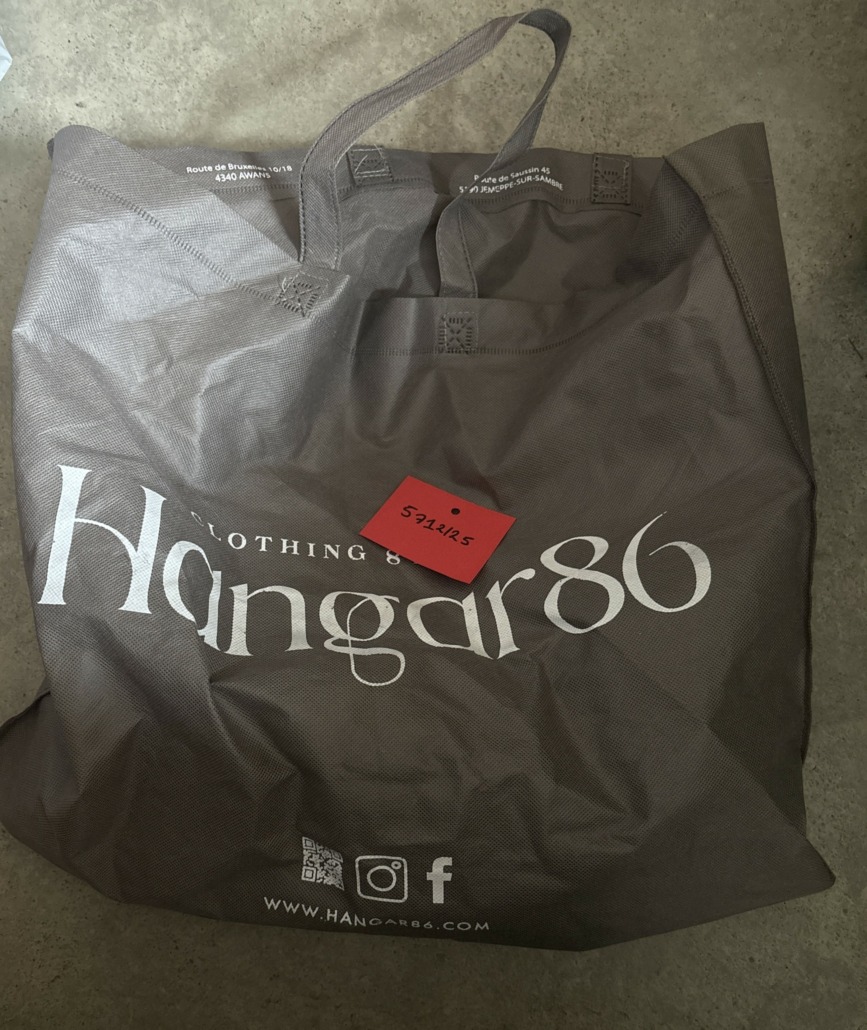 Route de Bruxelles 10/18
4340 AWANS
Route de Saussin 45
JEMEPPE-SUR-SAMBRE
CLOTHING
5712125
Hangar86
WWW.HANGAR86.COM